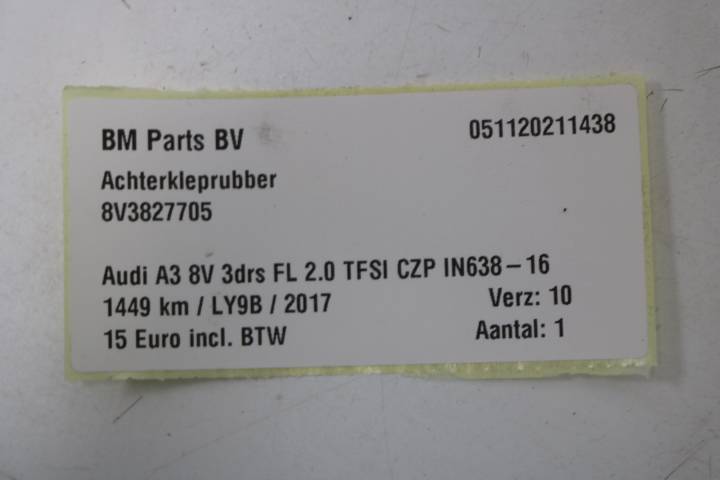 BM Parts BV 051120211438
Achterkleprubber
8V3827705
Audi A3 8V 3drs FL 2.0 TFSI CZP IN638-16
1449 km / LY9B / 2017 Verz: 10
15 Euro incl. BTW Aantal: 1